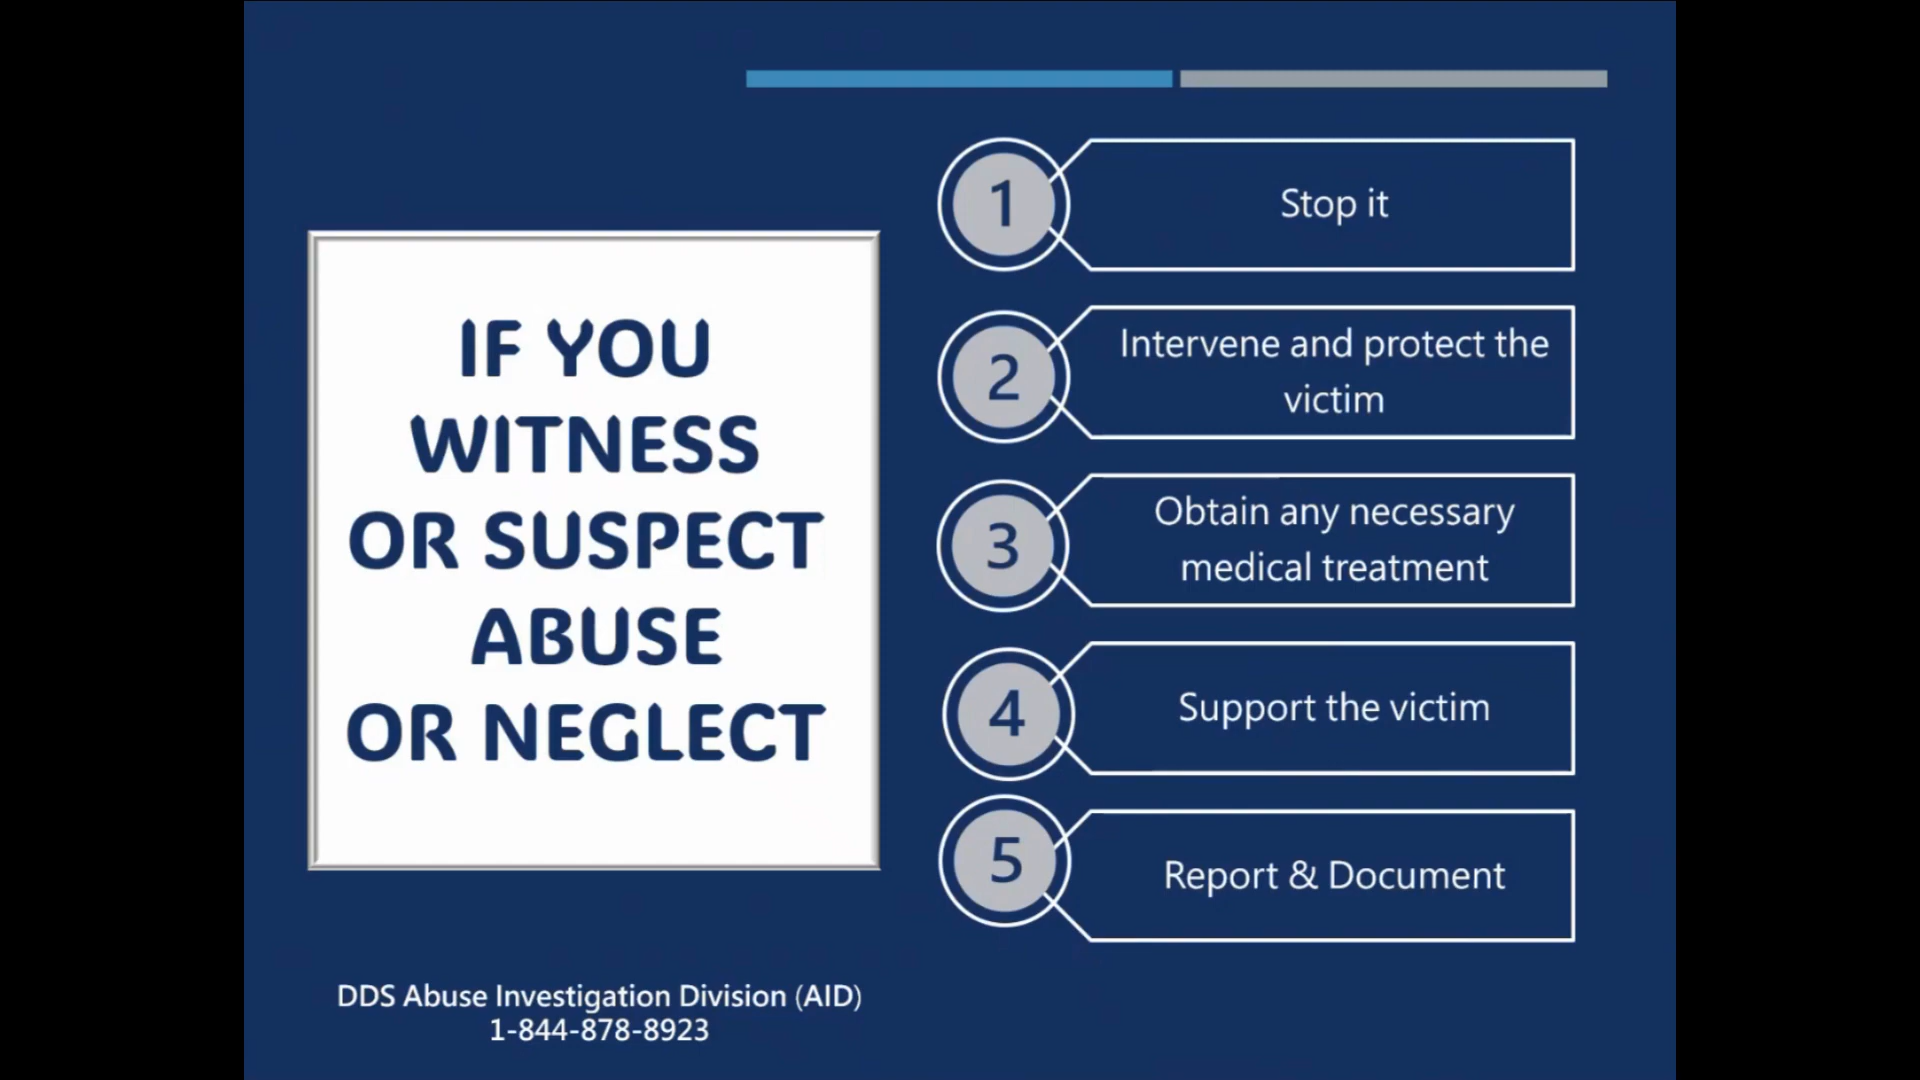 IF YOU
WITNESS
OR SUSPECT
ABUSE
OR NEGLECT
1
Stop it
2
Intervene and protect the
victim
3
Obtain any necessary
medical treatment
4
Support the victim
5
Report & Document
DDS Abuse Investigation Division (AID)
1-844-878-8923